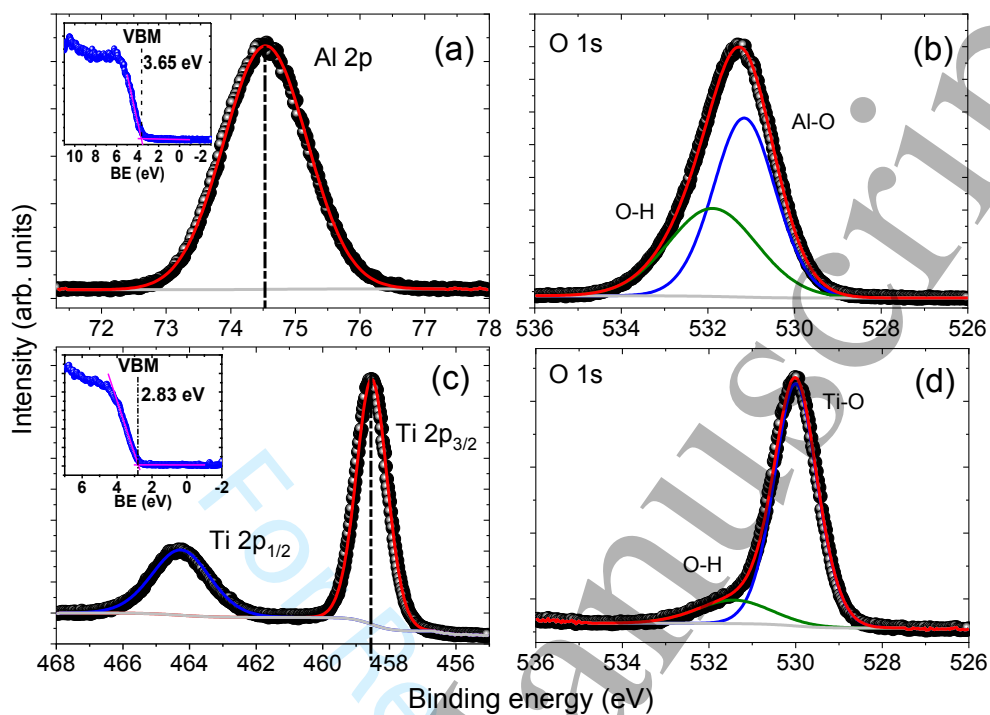 VBM
3.65 eV
10 8 6 4 2 0 -2
BE (eV)
Al 2p
(a)
72 73 74 75 76 77 78
O 1s
(b)
Al-O
O-H
536 534 532 530 528 526
Intensity (arb. units)
VBM
2.83 eV
6 4 2 0 -2
BE (eV)
(c)
Ti 2p3/2
Ti 2p1/2
468 466 464 462 460 458 456
O 1s
(d)
Ti-O
O-H
536 534 532 530 528 526
Binding energy (eV)